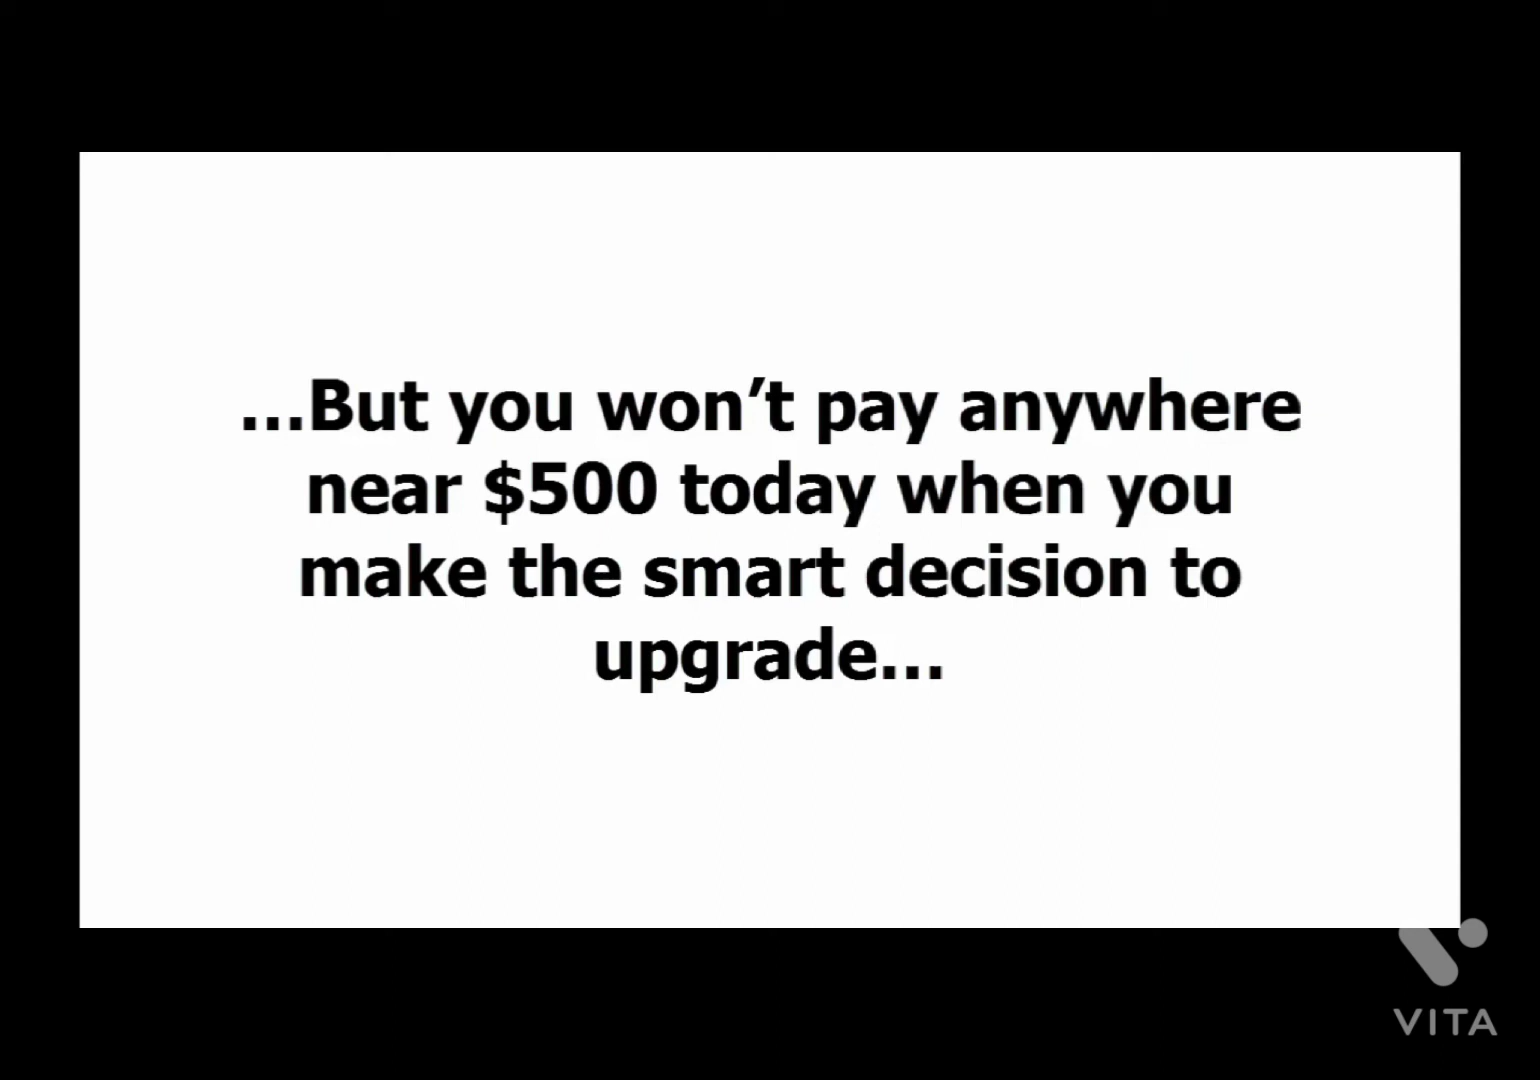 ...But you won't pay anywhere
near $500 today when you
make the smart decision to
upgrade...
VITA